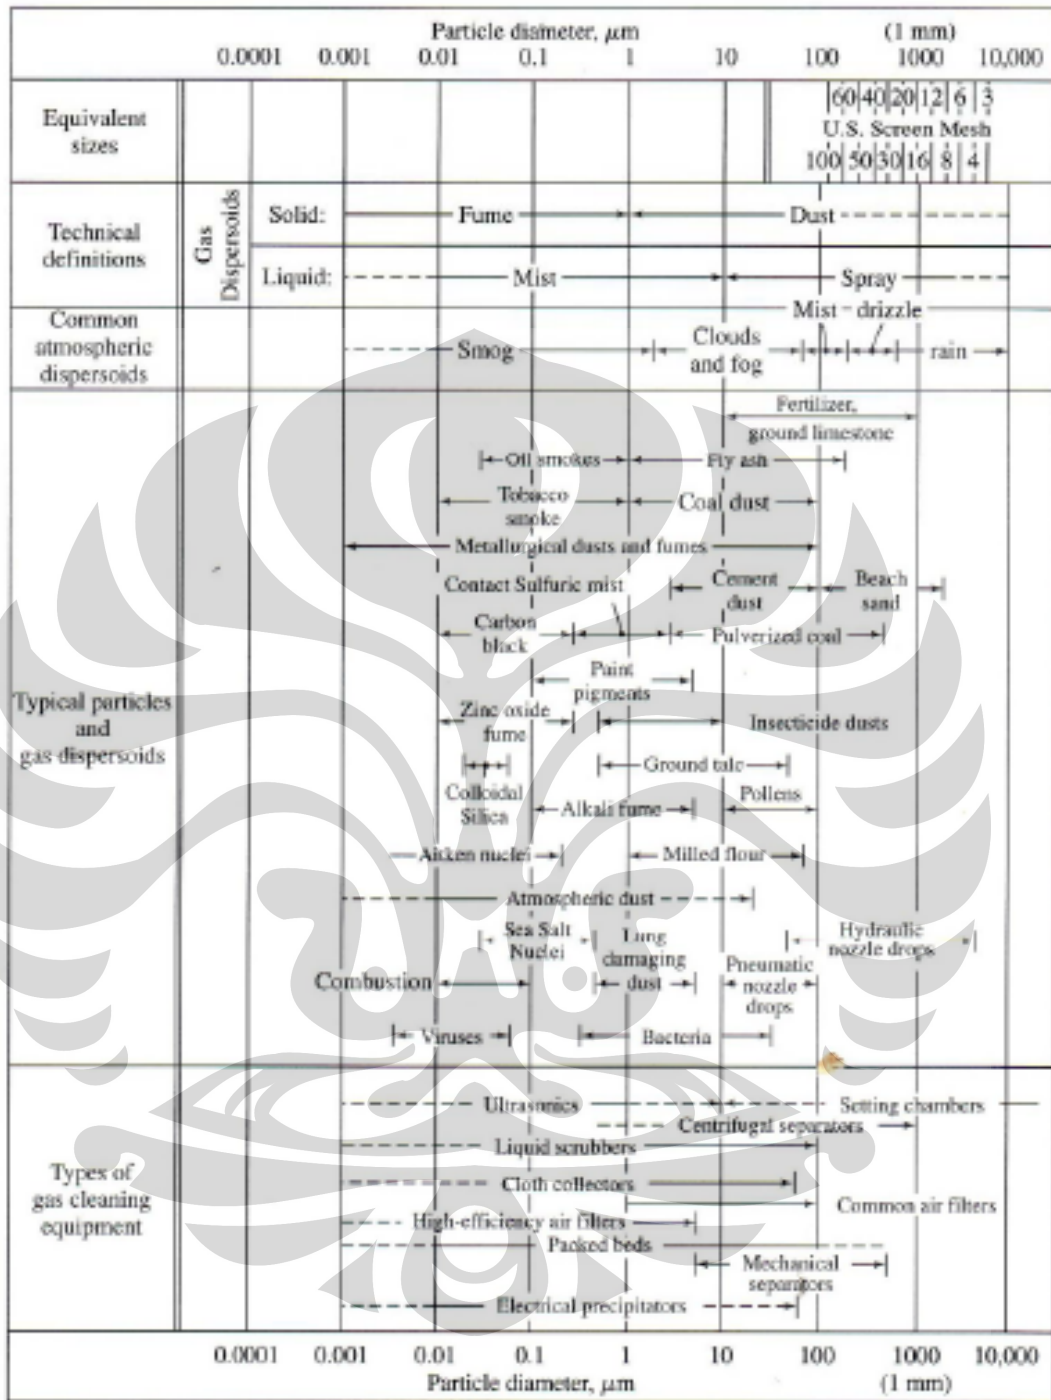 Particle diameter, μm (1 mm)
0.0001 0.001 0.01 0.1 1 10 100 1000 10,000
Equivalent
sizes
60 40 20 12 6 3
U.S. Screen Mesh
100 50 30 16 8 4
Technical
definitions
Gas
Dispersoids
Solid: Fume Dust
Liquid: Mist Spray
Common
atmospheric
dispersoids
Mist - drizzle
Smog
Clouds
and fog
rain
Typical particles
and
gas dispersoids
Fertilizer,
ground limestone
Oil smokes Fly ash
Tobacco
smoke
Coal dust
Metallurgical dusts and fumes
Contact Sulfuric mist
Cement
dust
Beach
sand
Carbon
black
Pulverized coal
Paint
pigments
Zinc oxide
fume
Insecticide dusts
Ground talc
Colloidal
Silica
Alkali fume
Pollens
Aitken nuclei Milled flour
Atmospheric dust
Sea Salt
Nuclei
Lung
damaging
dust
Hydraulic
nozzle drops
Combustion
Pneumatic
nozzle
drops
Viruses Bacteria
Types of
gas cleaning
equipment
Ultrasonics Setting chambers
Centrifugal separators
Liquid scrubbers
Cloth collectors
Common air filters
High-efficiency air filters
Packed beds
Mechanical
separators
Electrical precipitators
0.0001 0.001 0.01 0.1 1 10 100 1000 10,000
Particle diameter, μm (1 mm)